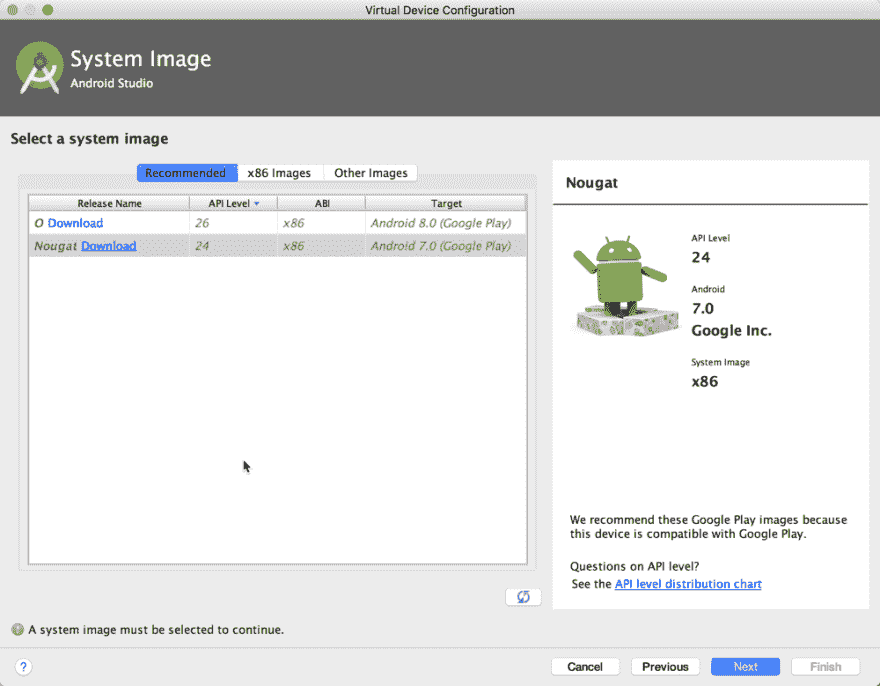 Virtual Device Configuration
System Image
Android Studio
Select a system image
Recommended x86 Images Other Images
Release Name API Level ABI Target
O Download 26 x86 Android 8.0 (Google Play)
Nougat Download 24 x86 Android 7.0 (Google Play)
Nougat
API Level
24
Android
7.0
Google Inc.
System Image
x86
We recommend these Google Play images because
this device is compatible with Google Play.
Questions on API level?
See the API level distribution chart
A system image must be selected to continue.
? Cancel Previous Next Finish